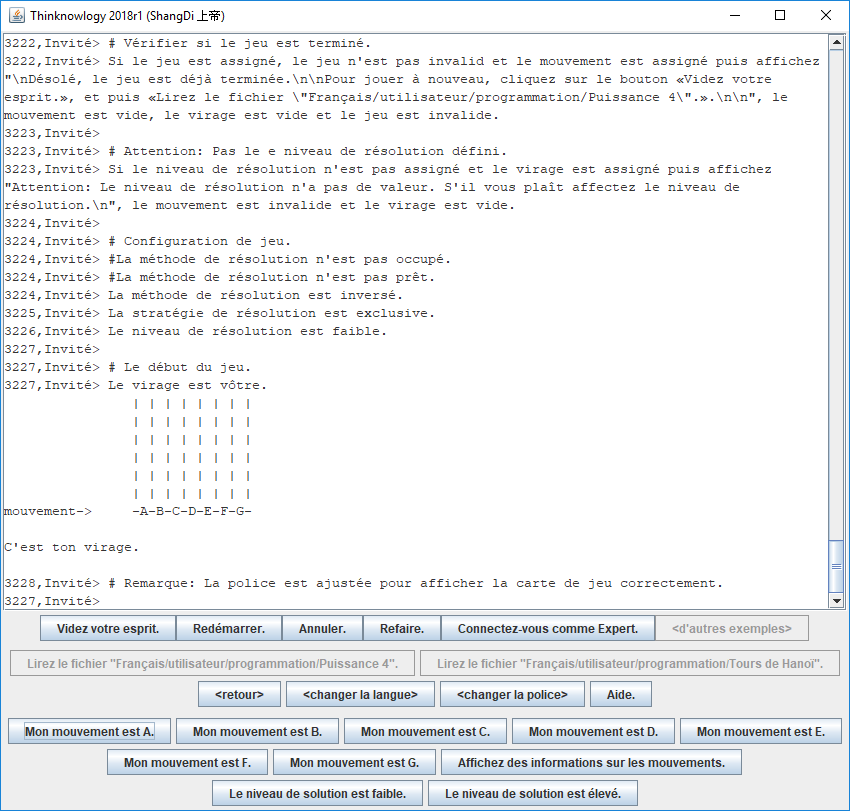 Thinknowlogy 2018r1 (ShangDi 上帝)
3222,Invité> # Vérifier si le jeu est terminé.
3222,Invité> Si le jeu est assigné, le jeu n'est pas invalid et le mouvement est assigné puis affichez
"\nDésolé, le jeu est déjà terminée.\n\nPour jouer à nouveau, cliquez sur le bouton «Videz votre
esprit.», et puis «Lirez le fichier \"Français/utilisateur/programmation/Puissance 4\".».\n\n", le
mouvement est vide, le virage est vide et le jeu est invalide.
3223,Invité>
3223,Invité> # Attention: Pas le e niveau de résolution défini.
3223,Invité> Si le niveau de résolution n'est pas assigné et le virage est assigné puis affichez
"Attention: Le niveau de résolution n'a pas de valeur. S'il vous plaît affectez le niveau de
résolution.\n", le mouvement est invalide et le virage est vide.
3224,Invité>
3224,Invité> # Configuration de jeu.
3224,Invité> #La méthode de résolution n'est pas occupé.
3224,Invité> #La méthode de résolution n'est pas prêt.
3224,Invité> La méthode de résolution est inversé.
3225,Invité> La stratégie de résolution est exclusive.
3226,Invité> Le niveau de résolution est faible.
3227,Invité>
3227,Invité> # Le début du jeu.
3227,Invité> Le virage est vôtre.
| | | | | | | |
| | | | | | | |
| | | | | | | |
| | | | | | | |
| | | | | | | |
| | | | | | | |
mouvement-> -A-B-C-D-E-F-G-
C'est ton virage.
3228,Invité> # Remarque: La police est ajustée pour afficher la carte de jeu correctement.
3227,Invité>
Videz votre esprit. Redémarrer. Annuler. Refaire. Connectez-vous comme Expert. <d'autres exemples>
Lirez le fichier "Français/utilisateur/programmation/Puissance 4". Lirez le fichier "Français/utilisateur/programmation/Tours de Hanoï".
<retour> <changer la langue> <changer la police> Aide.
Mon mouvement est A. Mon mouvement est B. Mon mouvement est C. Mon mouvement est D. Mon mouvement est E.
Mon mouvement est F. Mon mouvement est G. Affichez des informations sur les mouvements.
Le niveau de solution est faible. Le niveau de solution est élevé.